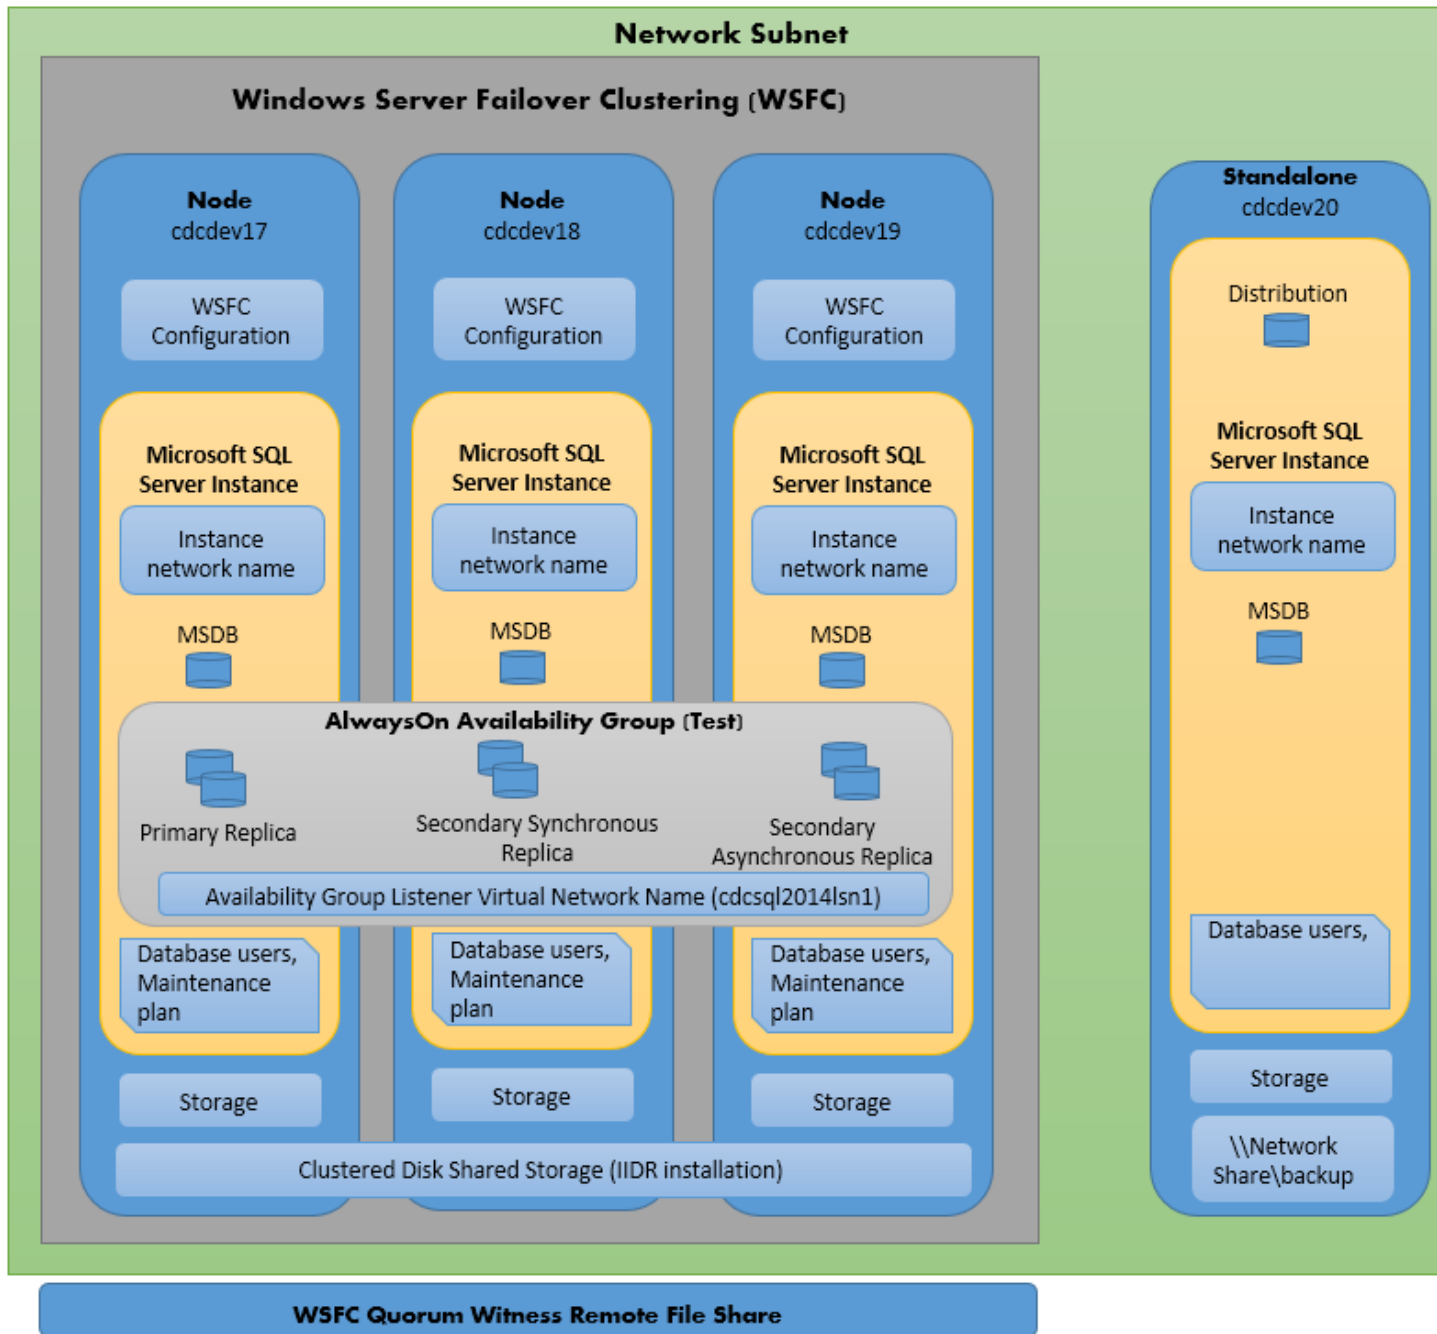 Network Subnet
Windows Server Failover Clustering (WSFC)
Node
cdcdev17
WSFC
Configuration
Microsoft SQL
Server Instance
Instance
network name
MSDB
Node
cdcdev18
WSFC
Configuration
Microsoft SQL
Server Instance
Instance
network name
MSDB
Node
cdcdev19
WSFC
Configuration
Microsoft SQL
Server Instance
Instance
network name
MSDB
AlwaysOn Availability Group (Test)
Primary Replica
Secondary Synchronous
Replica
Secondary
Asynchronous Replica
Availability Group Listener Virtual Network Name (cdcsql2014lsn1)
Database users,
Maintenance
plan
Database users,
Maintenance
plan
Database users,
Maintenance
plan
Storage
Storage
Storage
Clustered Disk Shared Storage (IIDR installation)
Standalone
cdcdev20
Distribution
Microsoft SQL
Server Instance
Instance
network name
MSDB
Database users,
Storage
\\Network
Share\backup
WSFC Quorum Witness Remote File Share